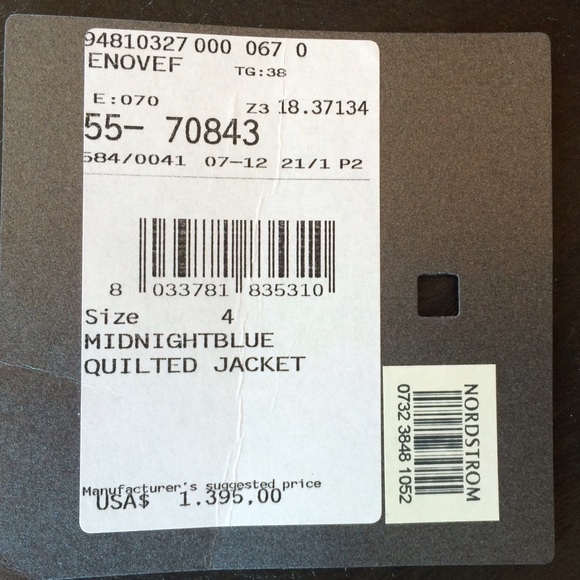 94810327 000 067 0
ENOVEF
TG:38
E:070
Z3 18.37134
55- 70843
584/0041 07-12 21/1 P2
8 033781 835310
Size 4
MIDNIGHTBLUE
QUILTED JACKET
Manufacturer's suggested price
USA$ 1.395,00
NORDSTROM
0732 3848 1052